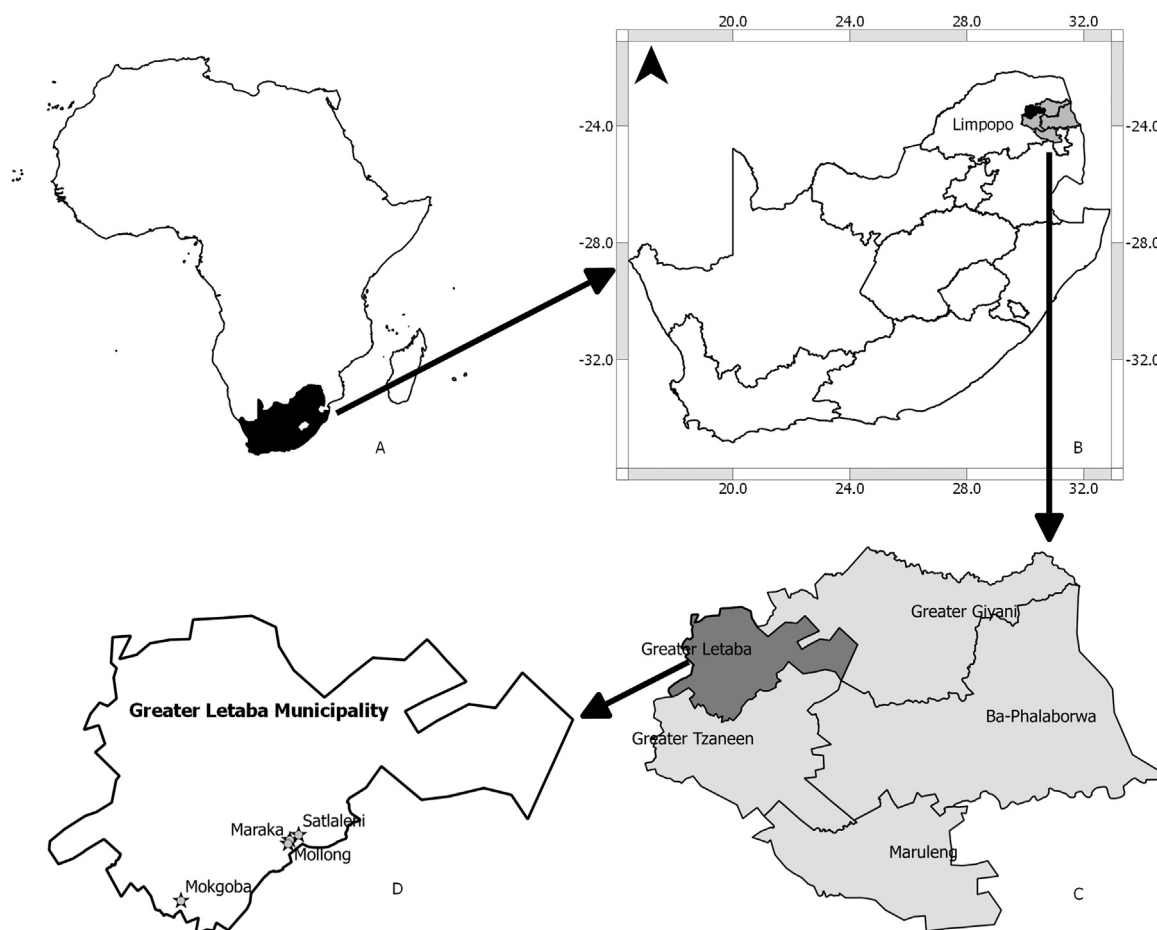 20.0 24.0 28.0 32.0
Limpopo
-24.0 -24.0
-28.0 -28.0
-32.0 -32.0
A
B
20.0 24.0 28.0 32.0
Greater Giyani
Greater Letaba
Ba-Phalaborwa
Greater Tzaneen
Maruleng
C
Greater Letaba Municipality
Satlaleni
Maraka
Mollong
Mokgoba
D